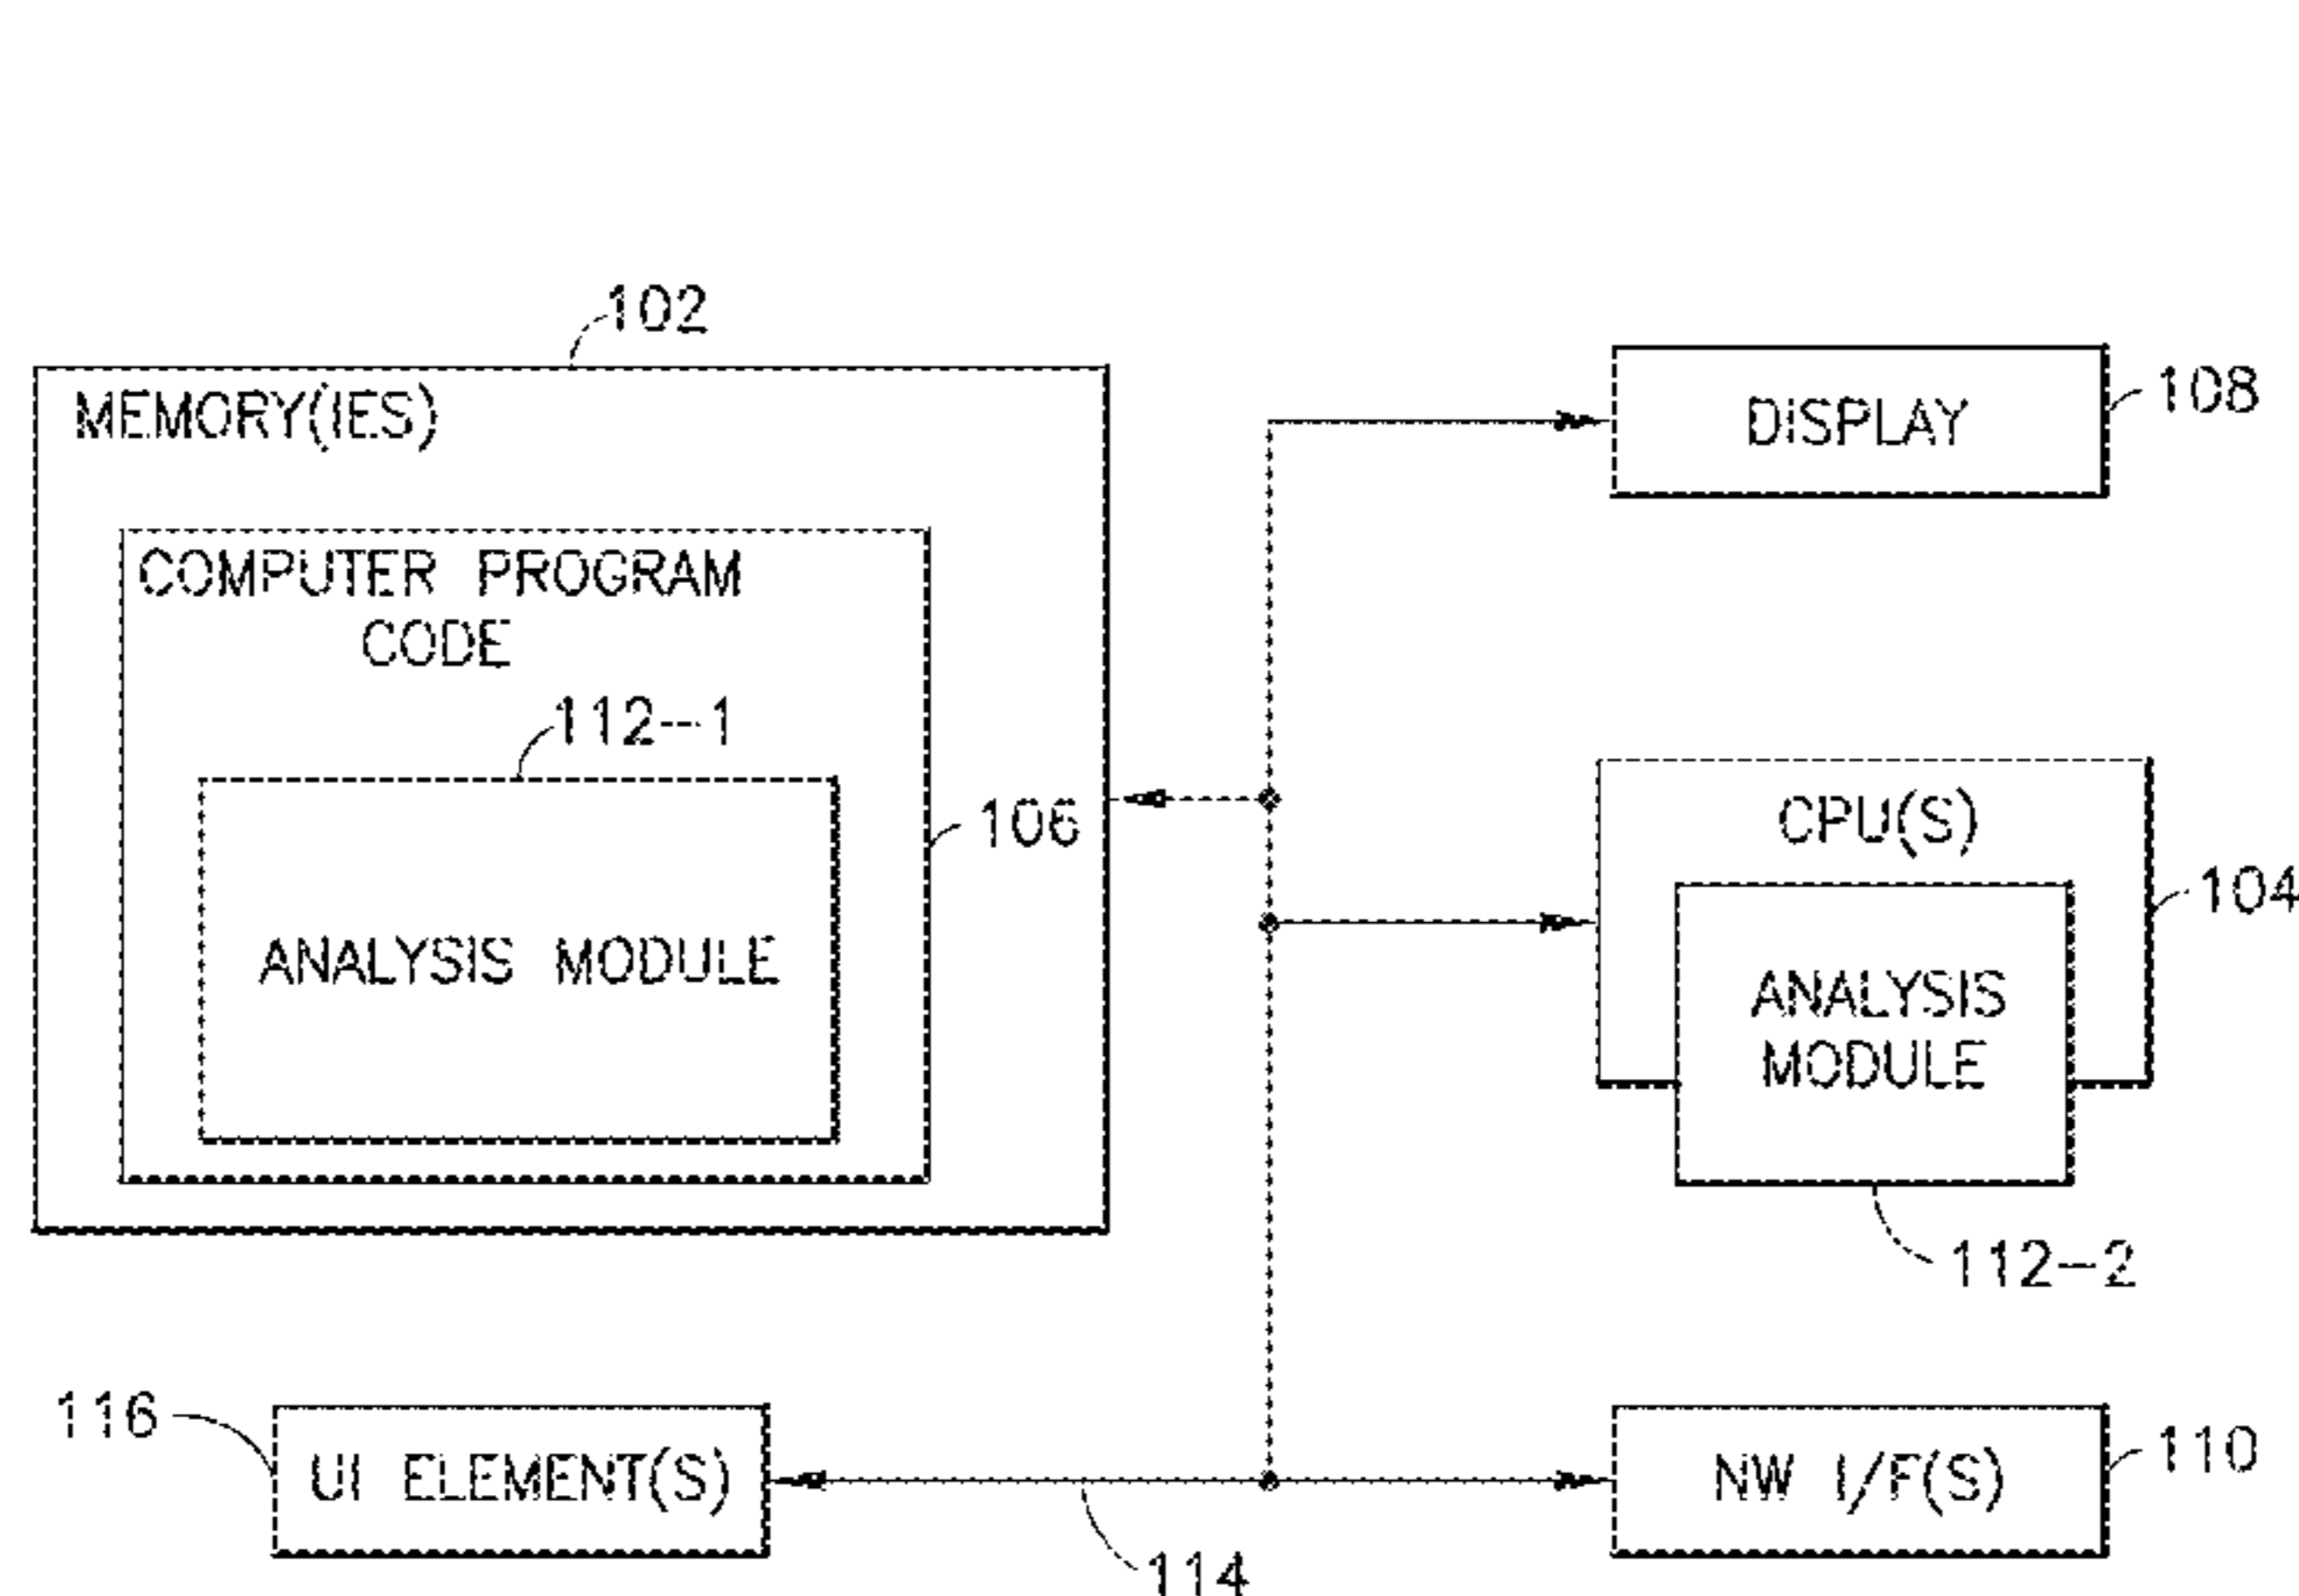 102
MEMORY(IES)
COMPUTER PROGRAM
CODE
112-1
106
ANALYSIS MODULE
DISPLAY
108
CPU(S)
104
ANALYSIS
MODULE
112-2
116
UI ELEMENT(S)
114
NW I/F(S)
110